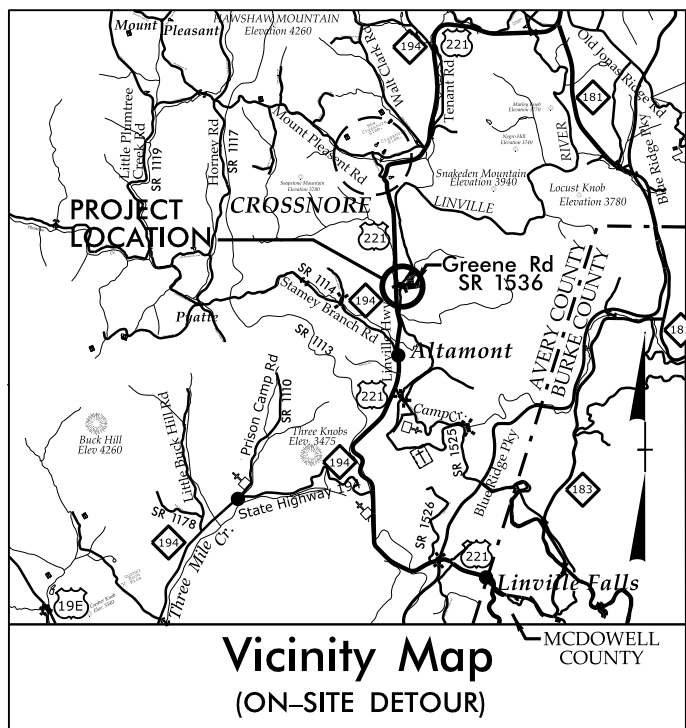 HAWSHAW MOUNTAIN
Elevation 4260
Mount Pleasant
194
221
Walt Clark Rd
Tenant Rd
Old Jonas Ridge Rd
181
Blue Ridge Pky
Little Plumtree
Creek Rd
SR 1119
Horney Rd
SR 1117
Mount Pleasent Rd
RIVER
Snakeden Mountain
Elevation 3940
Locust Knob
Elevation 3780
LINVILLE
CROSSNORE
PROJECT
LOCATION
221
Greene Rd
SR 1536
AVERY COUNTY
BURKE COUNTY
SR 1114
194
Stamey Branch Rd
Pyatte
SR 1113
Linville Hwy
Altamont
181
221
Camp Cr.
SR 1525
Buck Hill
Elev 4260
Little Buck Hill Rd
Prison Camp Rd
SR 1110
Three Knobs
Elev. 3475
194
State Highway 194
Blue Ridge Pky
183
SR 1526
SR 1178
194
Three Mile Cr.
221
19E
Linville Falls
MCDOWELL
COUNTY
Vicinity Map
(ON–SITE DETOUR)